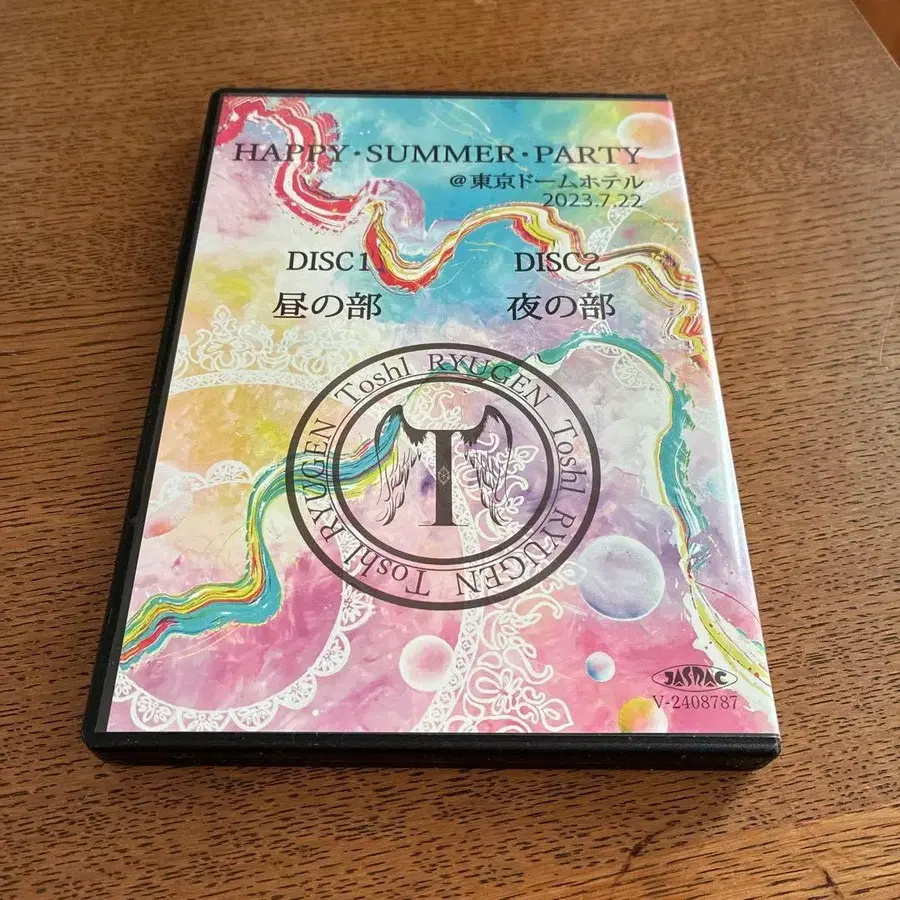 HAPPY・SUMMER・PARTY
@東京ドームホテル
2023.7.22
DISC1
DISC2
昼の部
夜の部
Toshl RYUGEN Toshl RYUGEN Toshl RYUGEN
T
JASRAC
V-2408787